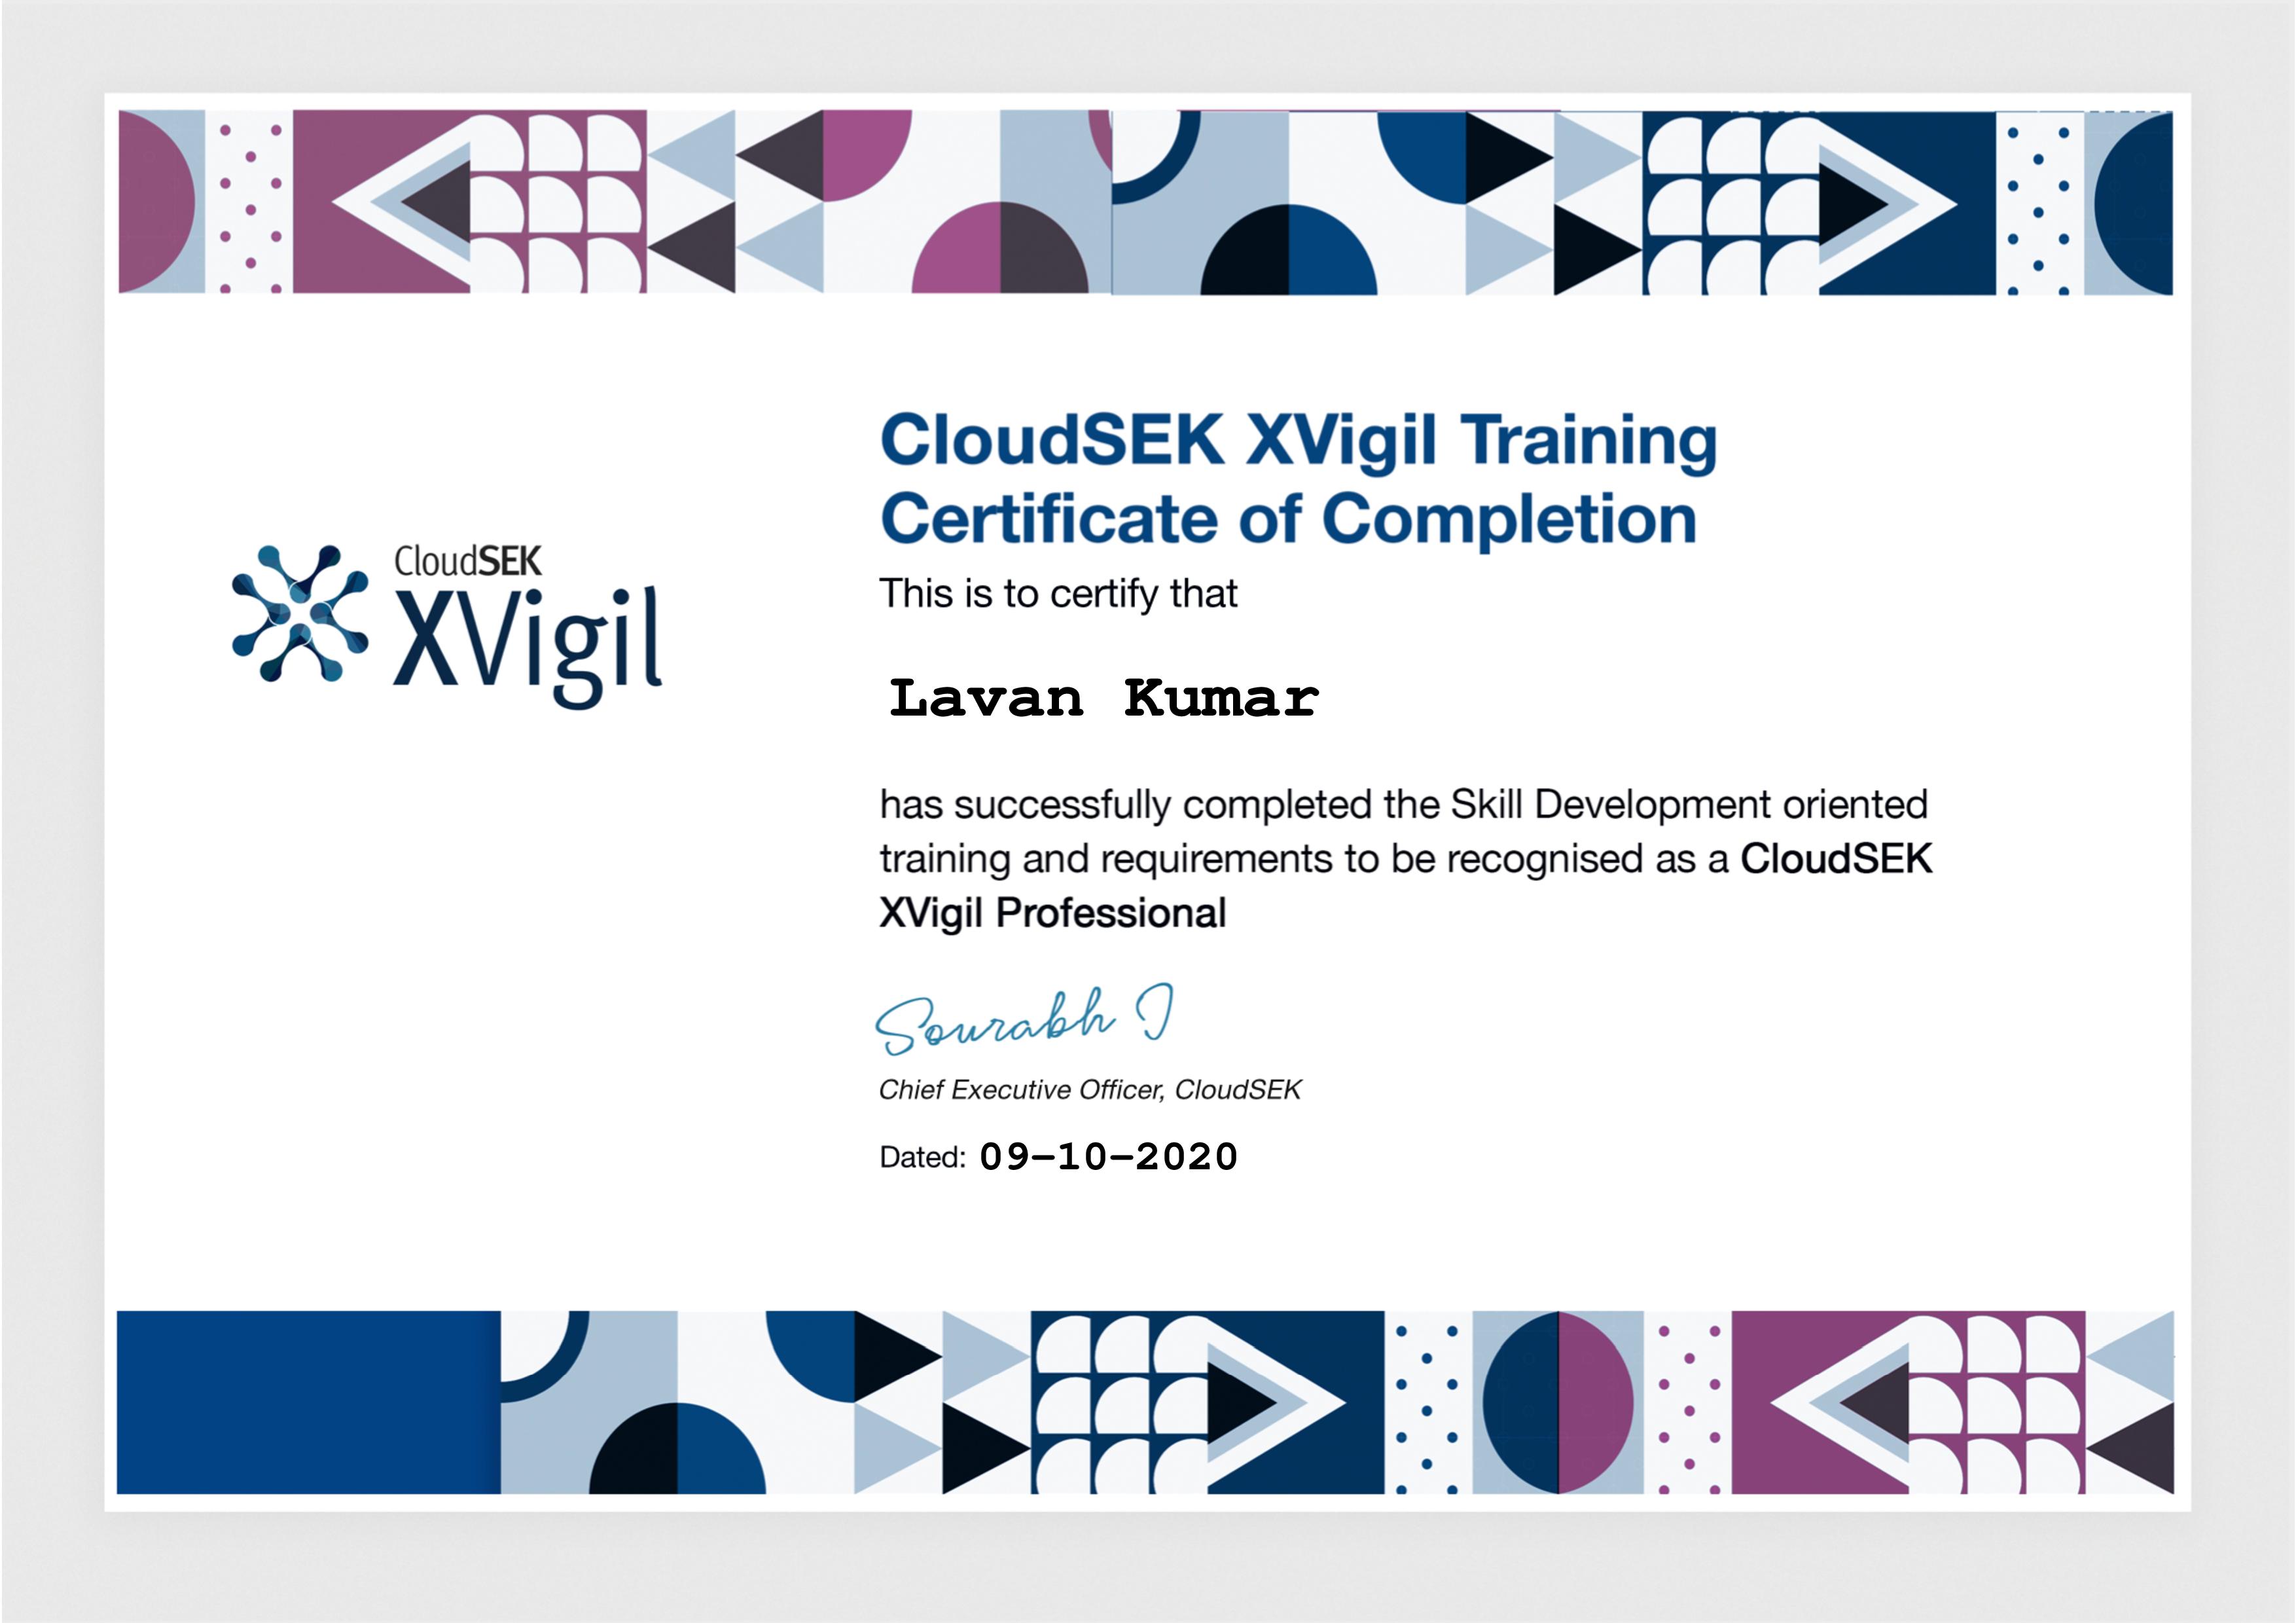 CloudSEK XVigil Training
Certificate of Completion
This is to certify that
CloudSEK
XVigil
Lavan Kumar
has successfully completed the Skill Development oriented
training and requirements to be recognised as a CloudSEK
XVigil Professional
Sourabh I
Chief Executive Officer, CloudSEK
Dated: 09-10-2020